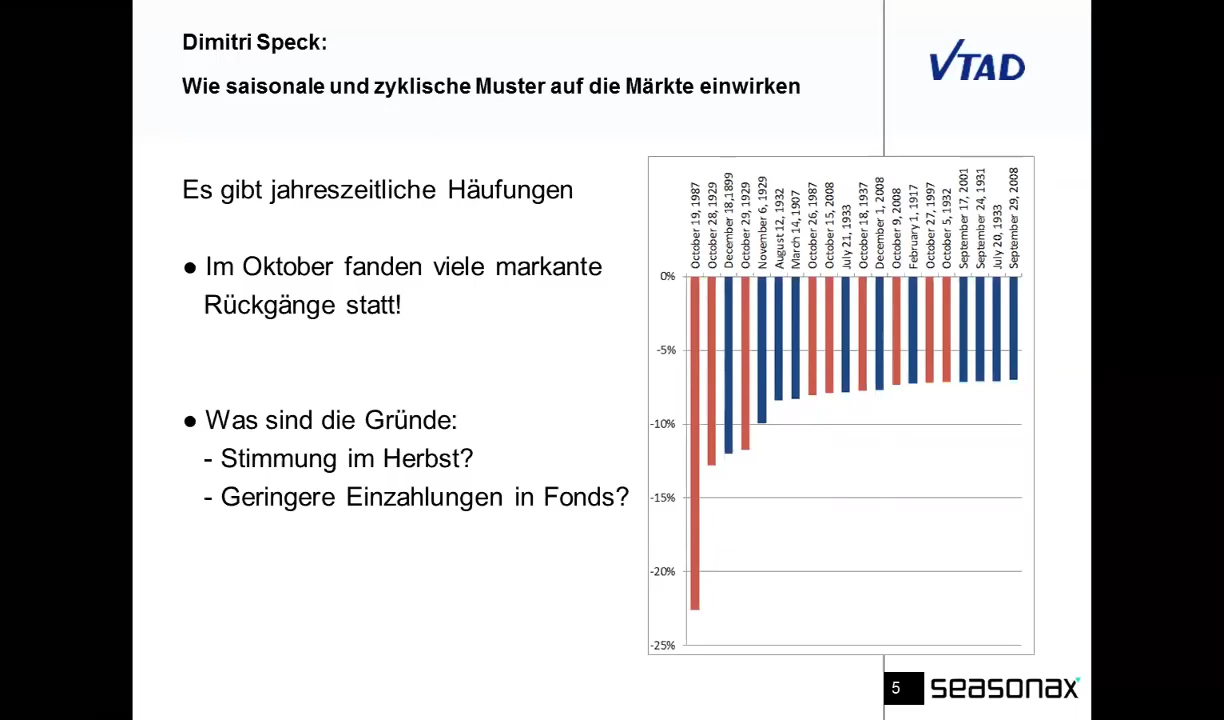 Dimitri Speck:
Wie saisonale und zyklische Muster auf die Märkte einwirken
VTAD
Es gibt jahreszeitliche Häufungen
● Im Oktober fanden viele markante
Rückgänge statt!
● Was sind die Gründe:
- Stimmung im Herbst?
- Geringere Einzahlungen in Fonds?
October 19, 1987
October 28, 1929
December 18,1899
October 29, 1929
November 6, 1929
August 12, 1932
March 14, 1907
October 26, 1987
October 15, 2008
July 21, 1933
October 18, 1937
December 1, 2008
October 9, 2008
February 1, 1917
October 27, 1997
October 5, 1932
September 17, 2001
September 24, 1931
July 20, 1933
September 29, 2008
0%
-5%
-10%
-15%
-20%
-25%
5
seasonax